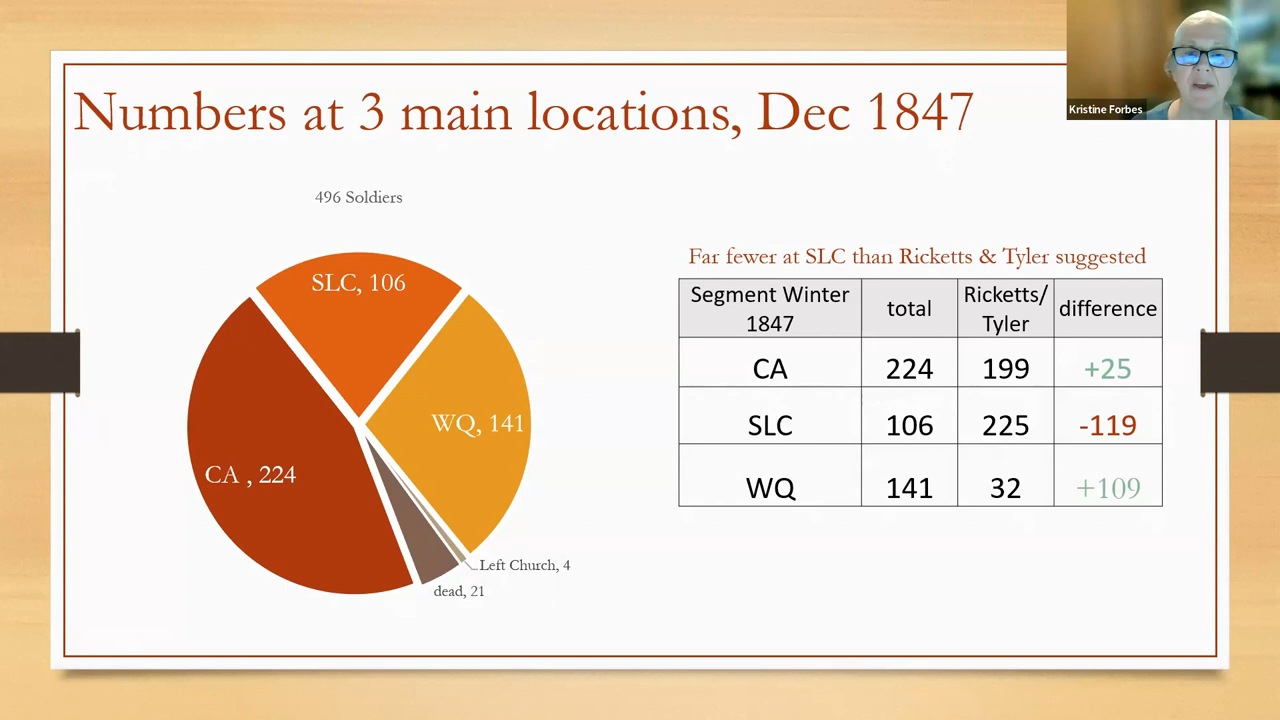 Numbers at 3 main locations, Dec 1847
Kristine Forbes
496 Soldiers
SLC, 106
WQ, 141
CA , 224
Left Church, 4
dead, 21
Far fewer at SLC than Ricketts & Tyler suggested
Segment Winter
1847
total
Ricketts/
Tyler
difference
CA
224
199
+25
SLC
106
225
-119
WQ
141
32
+109